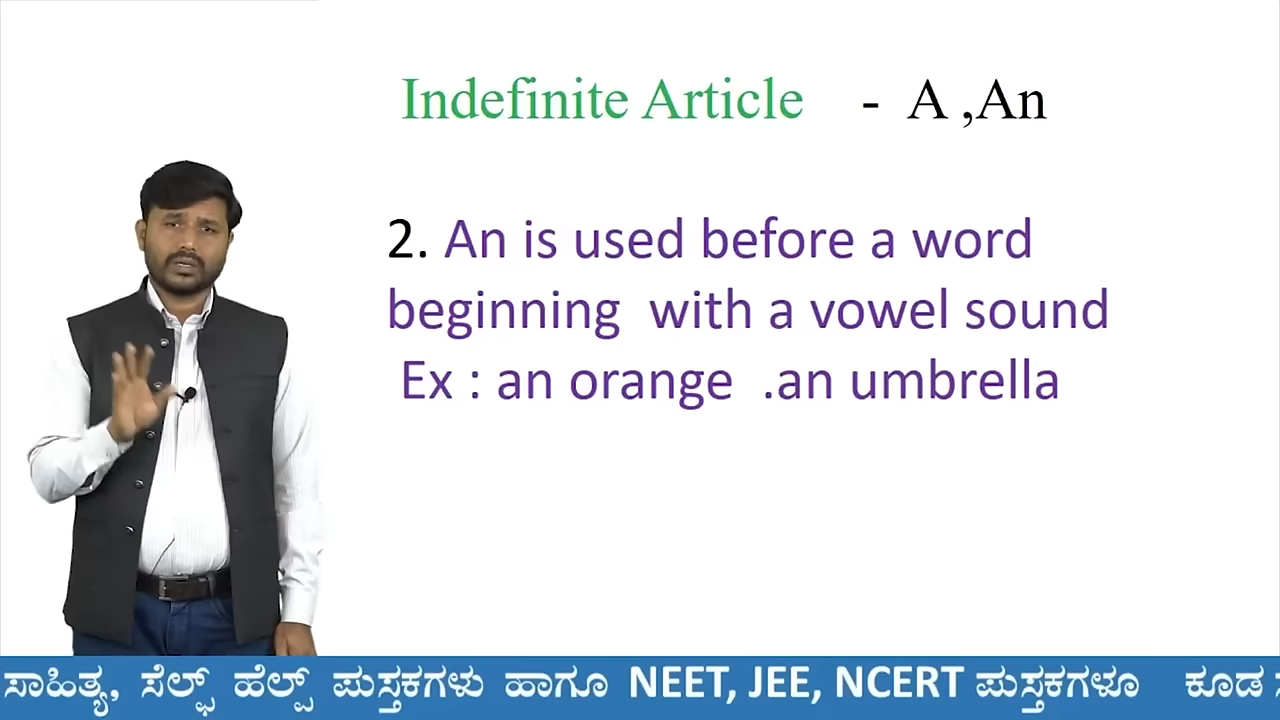 Indefinite Article - A ,An
2. An is used before a word
beginning with a vowel sound
Ex : an orange .an umbrella
ಸಾಹಿತ್ಯ, ಸೆಲ್ಫ್ ಹೆಲ್ಪ್ ಪುಸ್ತಕಗಳು ಹಾಗೂ NEET, JEE, NCERT ಪುಸ್ತಕಗಳೂ ಕೂಡ